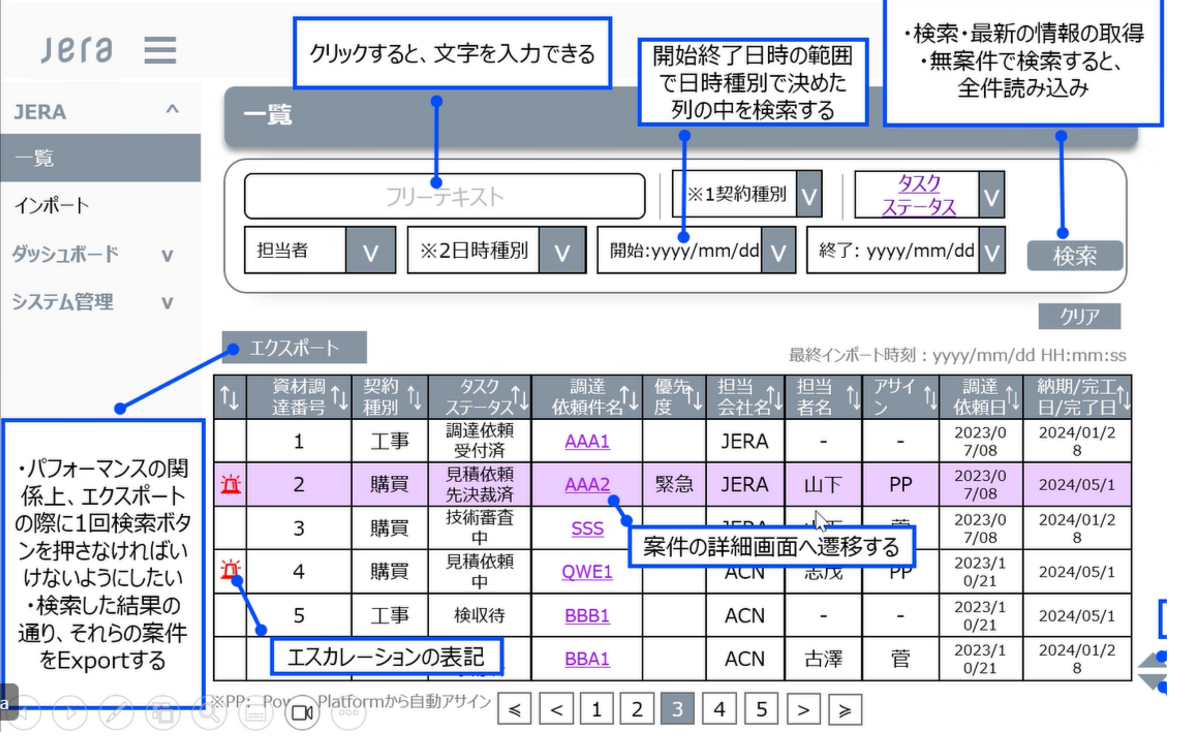 Jera
クリックすると、文字を入力できる
開始終了日時の範囲
で日時種別で決めた
列の中を検索する
・検索・最新の情報の取得
・無案件で検索すると、
全件読み込み
JERA ^
一覧
インポート
ダッシュボード v
システム管理 v
一覧
フリーテキスト
※1契約種別 V
タスク
ステータス V
担当者 V
※2日時種別 V
開始:yyyy/mm/dd V
終了: yyyy/mm/dd V
検索
クリア
エクスポート
最終インポート時刻：yyyy/mm/dd HH:mm:ss
↑↓ 資材調達番号↑↓ 契約種別↑↓ タスクステータス↑↓ 調達依頼件名↑↓ 優先度↑↓ 担当会社名↑↓ 担当者名↑↓ アサイン↑↓ 調達依頼日↑↓ 納期/完工日/完了日↑↓
1 工事 調達依頼受付済 AAA1 JERA - - 2023/07/08 2024/01/28
2 購買 見積依頼先決裁済 AAA2 緊急 JERA 山下 PP 2023/07/08 2024/05/1
3 購買 技術審査中 SSS 2023/07/08 2024/01/28
4 購買 見積依頼中 QWE1 ACN 志茂 PP 2023/10/21 2024/05/1
5 工事 検収待 BBB1 ACN - - 2023/10/21 2024/05/1
BBA1 ACN 古澤 菅 2023/10/21 2024/01/28
案件の詳細画面へ遷移する
エスカレーションの表記
・パフォーマンスの関
係上、エクスポート
の際に1回検索ボタ
ンを押さなければい
けないようにしたい
・検索した結果の
通り、それらの案件
をExportする
※PP: Pow Platformから自動アサイン
≤ < 1 2 3 4 5 > ≥
a